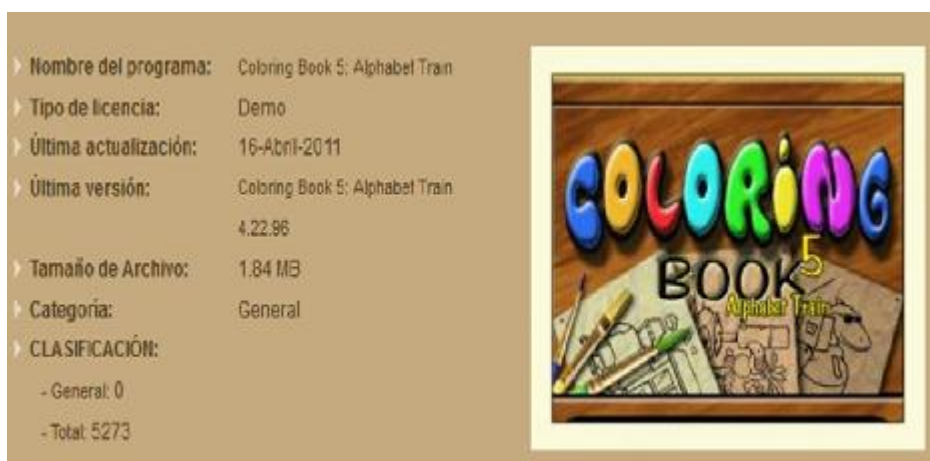 Nombre del programa: Coloring Book 5: Alphabet Train
Tipo de licencia: Demo
Última actualización: 16-Abril-2011
Última versión: Coloring Book 5: Alphabet Train
4.22.96
Tamaño de Archivo: 1.84 MB
Categoria: General
CLASIFICACIÓN:
- General: 0
- Total: 5273
COLORiNG
BOOK 5
Alphabet Train